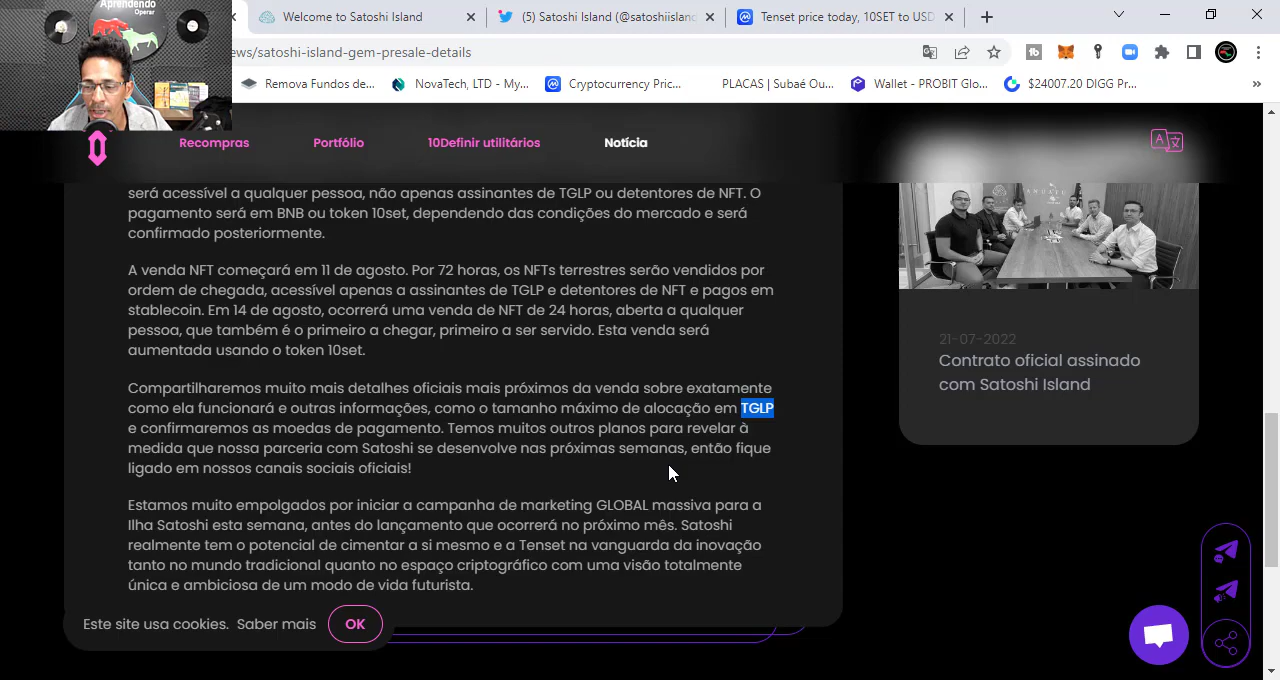 Aprendendo
Operar
Welcome to Satoshi Island
(5) Satoshi Island (@satoshiislan
Tenset price today, 10SET to USD
ews/satoshi-island-gem-presale-details
Remova Fundos de...
NovaTech, LTD - My...
Cryptocurrency Pric...
PLACAS | Subaé Ou...
Wallet - PROBIT Glo...
$24007.20 DIGG Pr...
»
Recompras
Portfólio
10Definir utilitários
Notícia
será acessível a qualquer pessoa, não apenas assinantes de TGLP ou detentores de NFT. O
pagamento será em BNB ou token 10set, dependendo das condições do mercado e será
confirmado posteriormente.
A venda NFT começará em 11 de agosto. Por 72 horas, os NFTs terrestres serão vendidos por
ordem de chegada, acessível apenas a assinantes de TGLP e detentores de NFT e pagos em
stablecoin. Em 14 de agosto, ocorrerá uma venda de NFT de 24 horas, aberta a qualquer
pessoa, que também é o primeiro a chegar, primeiro a ser servido. Esta venda será
aumentada usando o token 10set.
Compartilharemos muito mais detalhes oficiais mais próximos da venda sobre exatamente
como ela funcionará e outras informações, como o tamanho máximo de alocação em TGLP
e confirmaremos as moedas de pagamento. Temos muitos outros planos para revelar à
medida que nossa parceria com Satoshi se desenvolve nas próximas semanas, então fique
ligado em nossos canais sociais oficiais!
Estamos muito empolgados por iniciar a campanha de marketing GLOBAL massiva para a
Ilha Satoshi esta semana, antes do lançamento que ocorrerá no próximo mês. Satoshi
realmente tem o potencial de cimentar a si mesmo e a Tenset na vanguarda da inovação
tanto no mundo tradicional quanto no espaço criptográfico com uma visão totalmente
única e ambiciosa de um modo de vida futurista.
21-07-2022
Contrato oficial assinado
com Satoshi Island
Este site usa cookies. Saber mais
OK